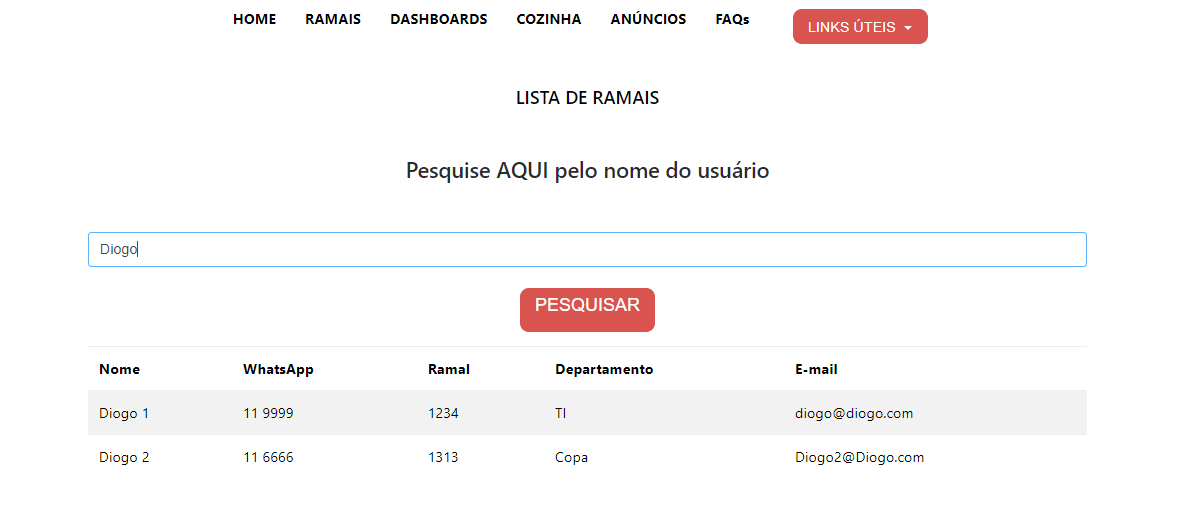 HOME RAMAIS DASHBOARDS COZINHA ANÚNCIOS FAQs LINKS ÚTEIS
LISTA DE RAMAIS
Pesquise AQUI pelo nome do usuário
Diogo
PESQUISAR
Nome WhatsApp Ramal Departamento E-mail
Diogo 1 11 9999 1234 TI diogo@diogo.com
Diogo 2 11 6666 1313 Copa Diogo2@Diogo.com